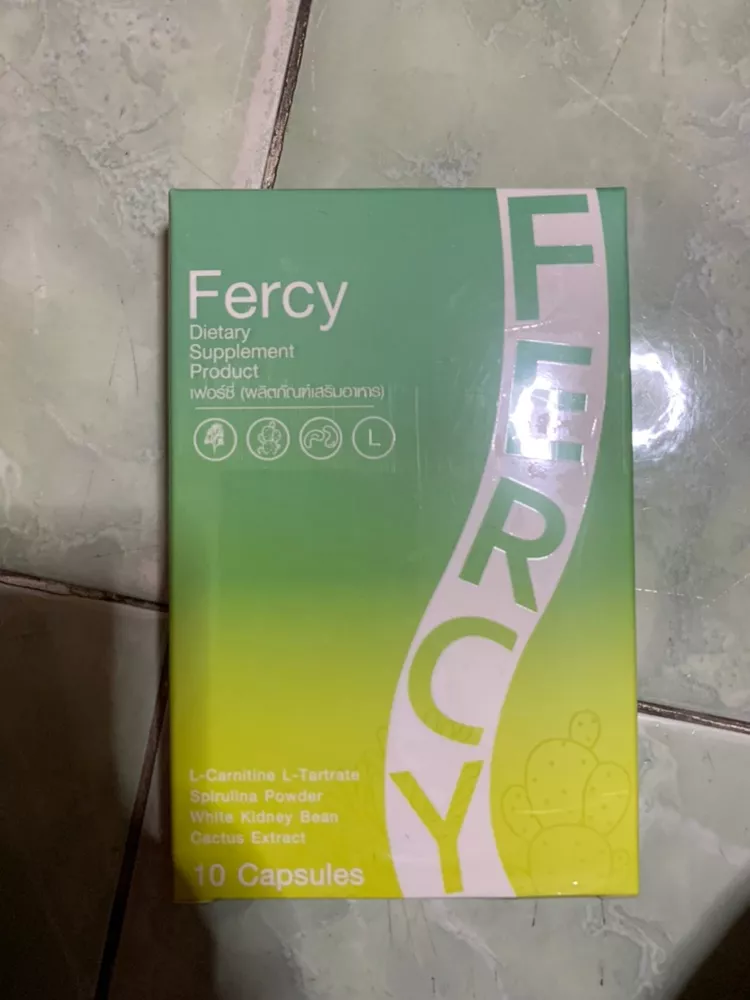 Fercy
Dietary
Supplement
Product
เฟอร์ซี่ (ผลิตภัณฑ์เสริมอาหาร)
L
FERCY
L-Carnitine L-Tartrate
Spirulina Powder
White Kidney Bean
Cactus Extract
10 Capsules